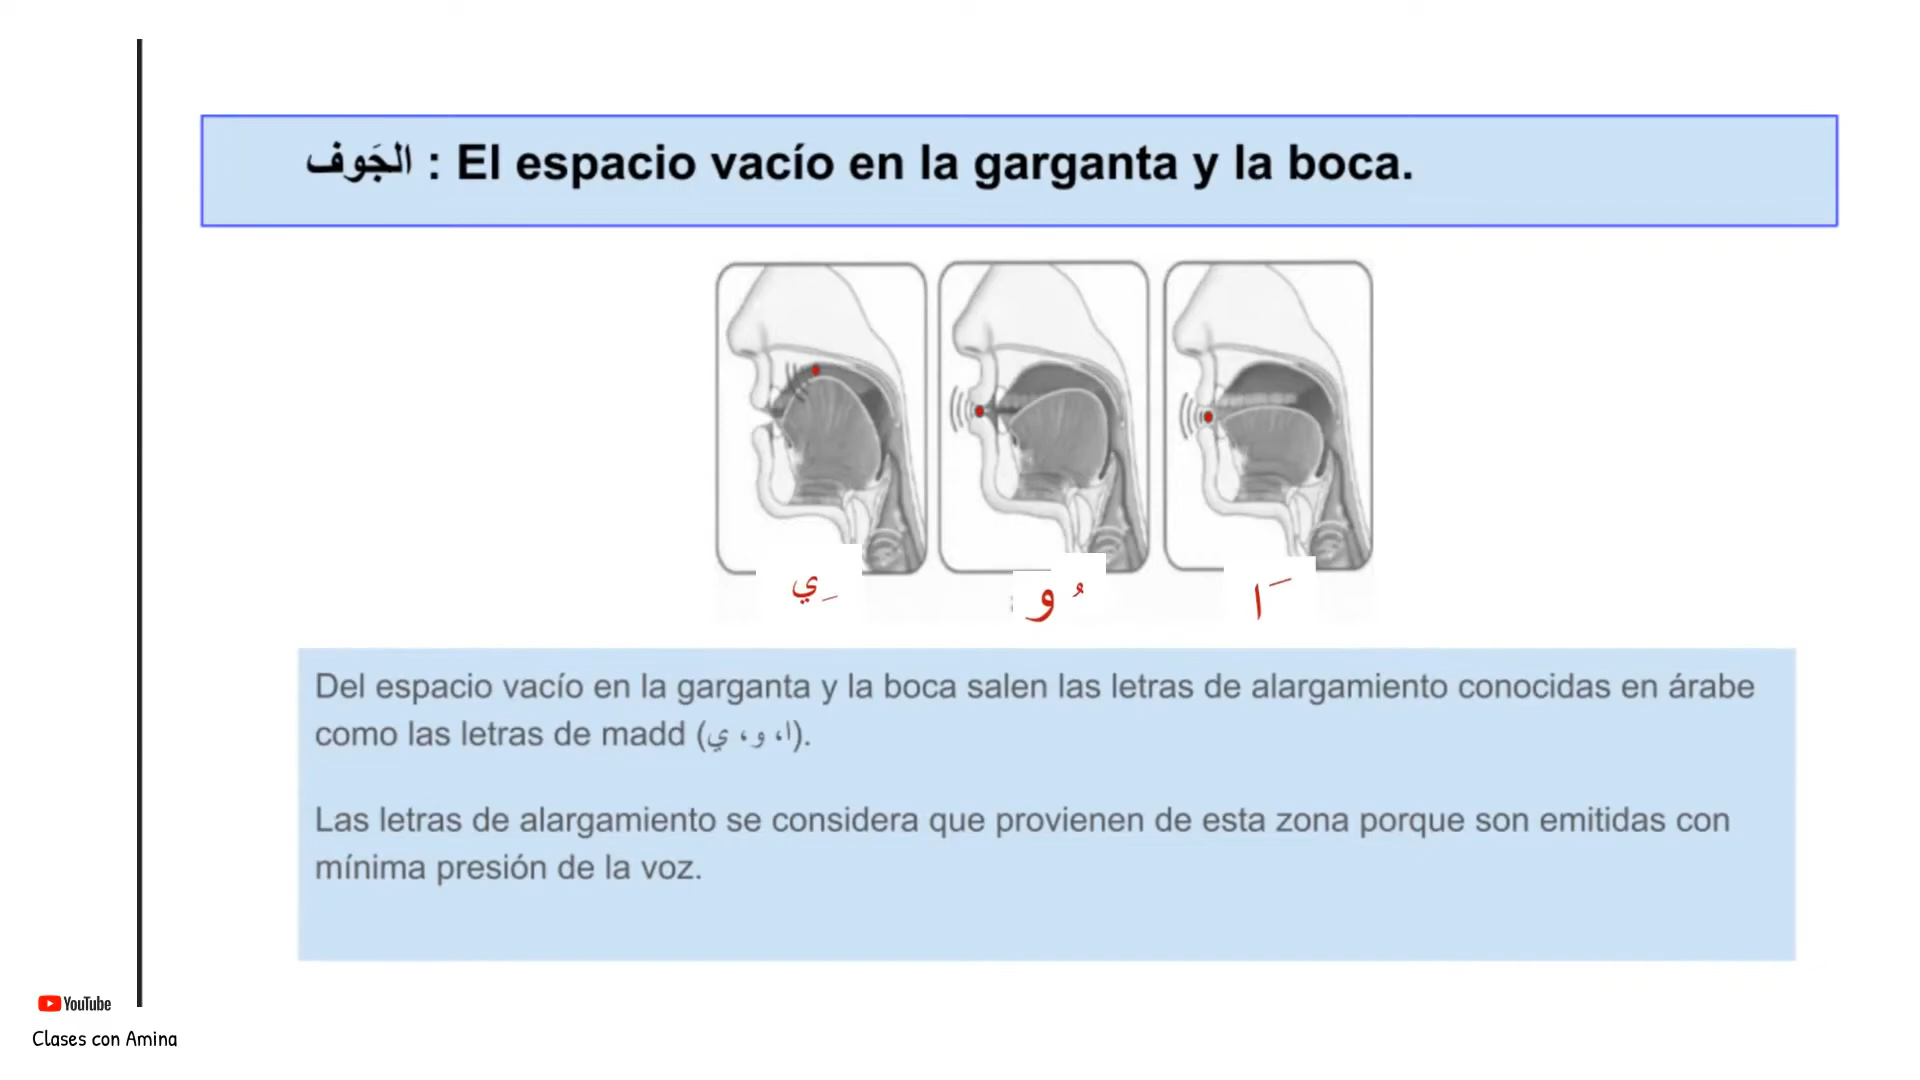 الجَوف : El espacio vacío en la garganta y la boca.
ِي ُو َا
Del espacio vacío en la garganta y la boca salen las letras de alargamiento conocidas en árabe
como las letras de madd (ا، و، ي).
Las letras de alargamiento se considera que provienen de esta zona porque son emitidas con
mínima presión de la voz.
YouTube
Clases con Amina